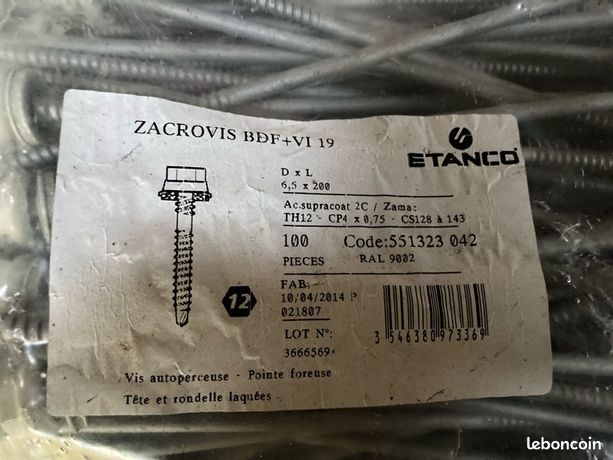 ZACROVIS BDF+VI 19
ETANCO
D x L
6,5 x 200
Ac.supracoat 2C / Zamac
TH12 - CP4 x 0,75 - CS128 à 143
100 Code:551323 042
PIECES RAL 9002
FAB:
10/04/2014 P
021807
12
LOT N°:
3666569
3 546380 973369
Vis autoperceuse - Pointe foreuse
Tête et rondelle laquées
leboncoin